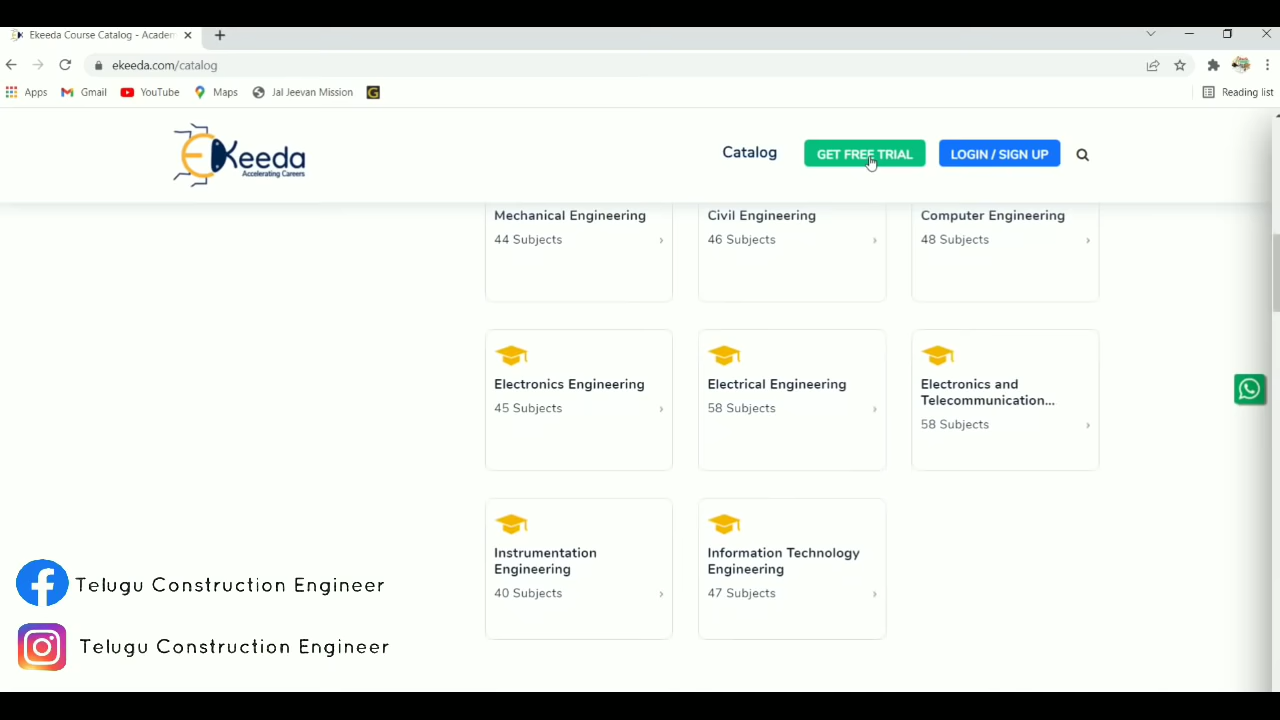 Ekeeda Course Catalog - Academ
ekeeda.com/catalog
Apps
Gmail
YouTube
Maps
Jal Jeevan Mission
G
Reading list
EKeeda
Accelerating Careers
Catalog
GET FREE TRIAL
LOGIN / SIGN UP
Mechanical Engineering
44 Subjects
Civil Engineering
46 Subjects
Computer Engineering
48 Subjects
Electronics Engineering
45 Subjects
Electrical Engineering
58 Subjects
Electronics and
Telecommunication...
58 Subjects
Instrumentation
Engineering
40 Subjects
Information Technology
Engineering
47 Subjects
Telugu Construction Engineer
Telugu Construction Engineer